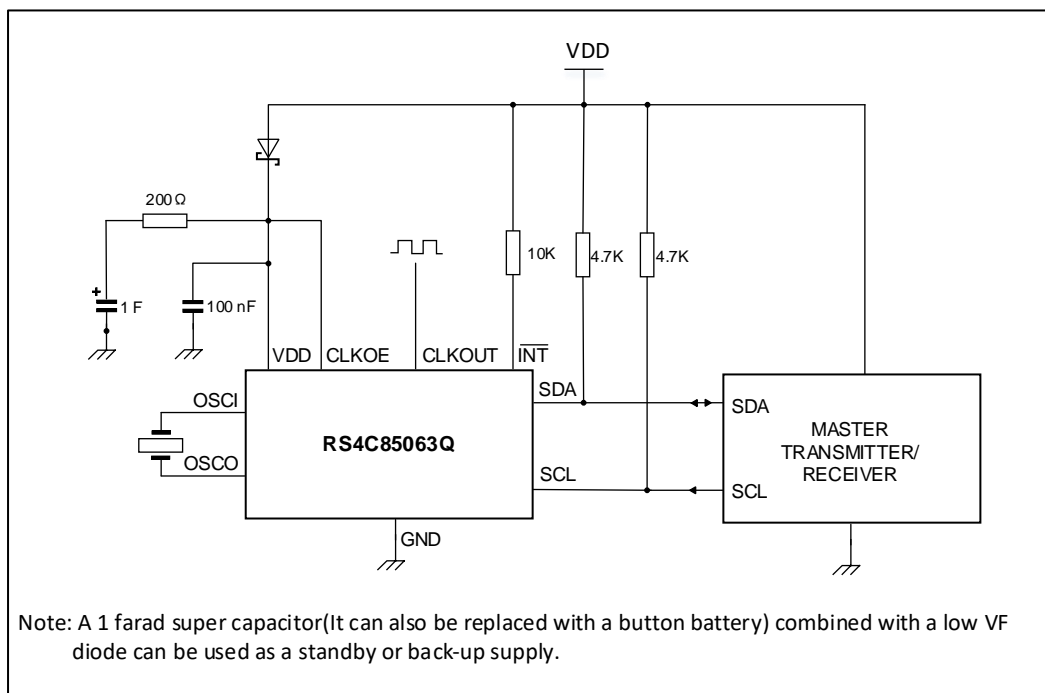 VDD
200Ω
10K
4.7K
4.7K
+
1 F
100 nF
VDD
CLKOE
CLKOUT
I̅N̅T̅
OSCI
OSCO
RS4C85063Q
SDA
SCL
GND
SDA
SCL
MASTER
TRANSMITTER/
RECEIVER
Note: A 1 farad super capacitor(It can also be replaced with a button battery) combined with a low VF
diode can be used as a standby or back-up supply.